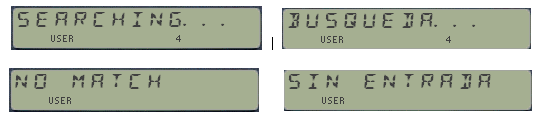 SEARCHING...
USER 4
BUSQUEDA...
USER 4
NO MATCH
USER
SIN ENTRADA
USER